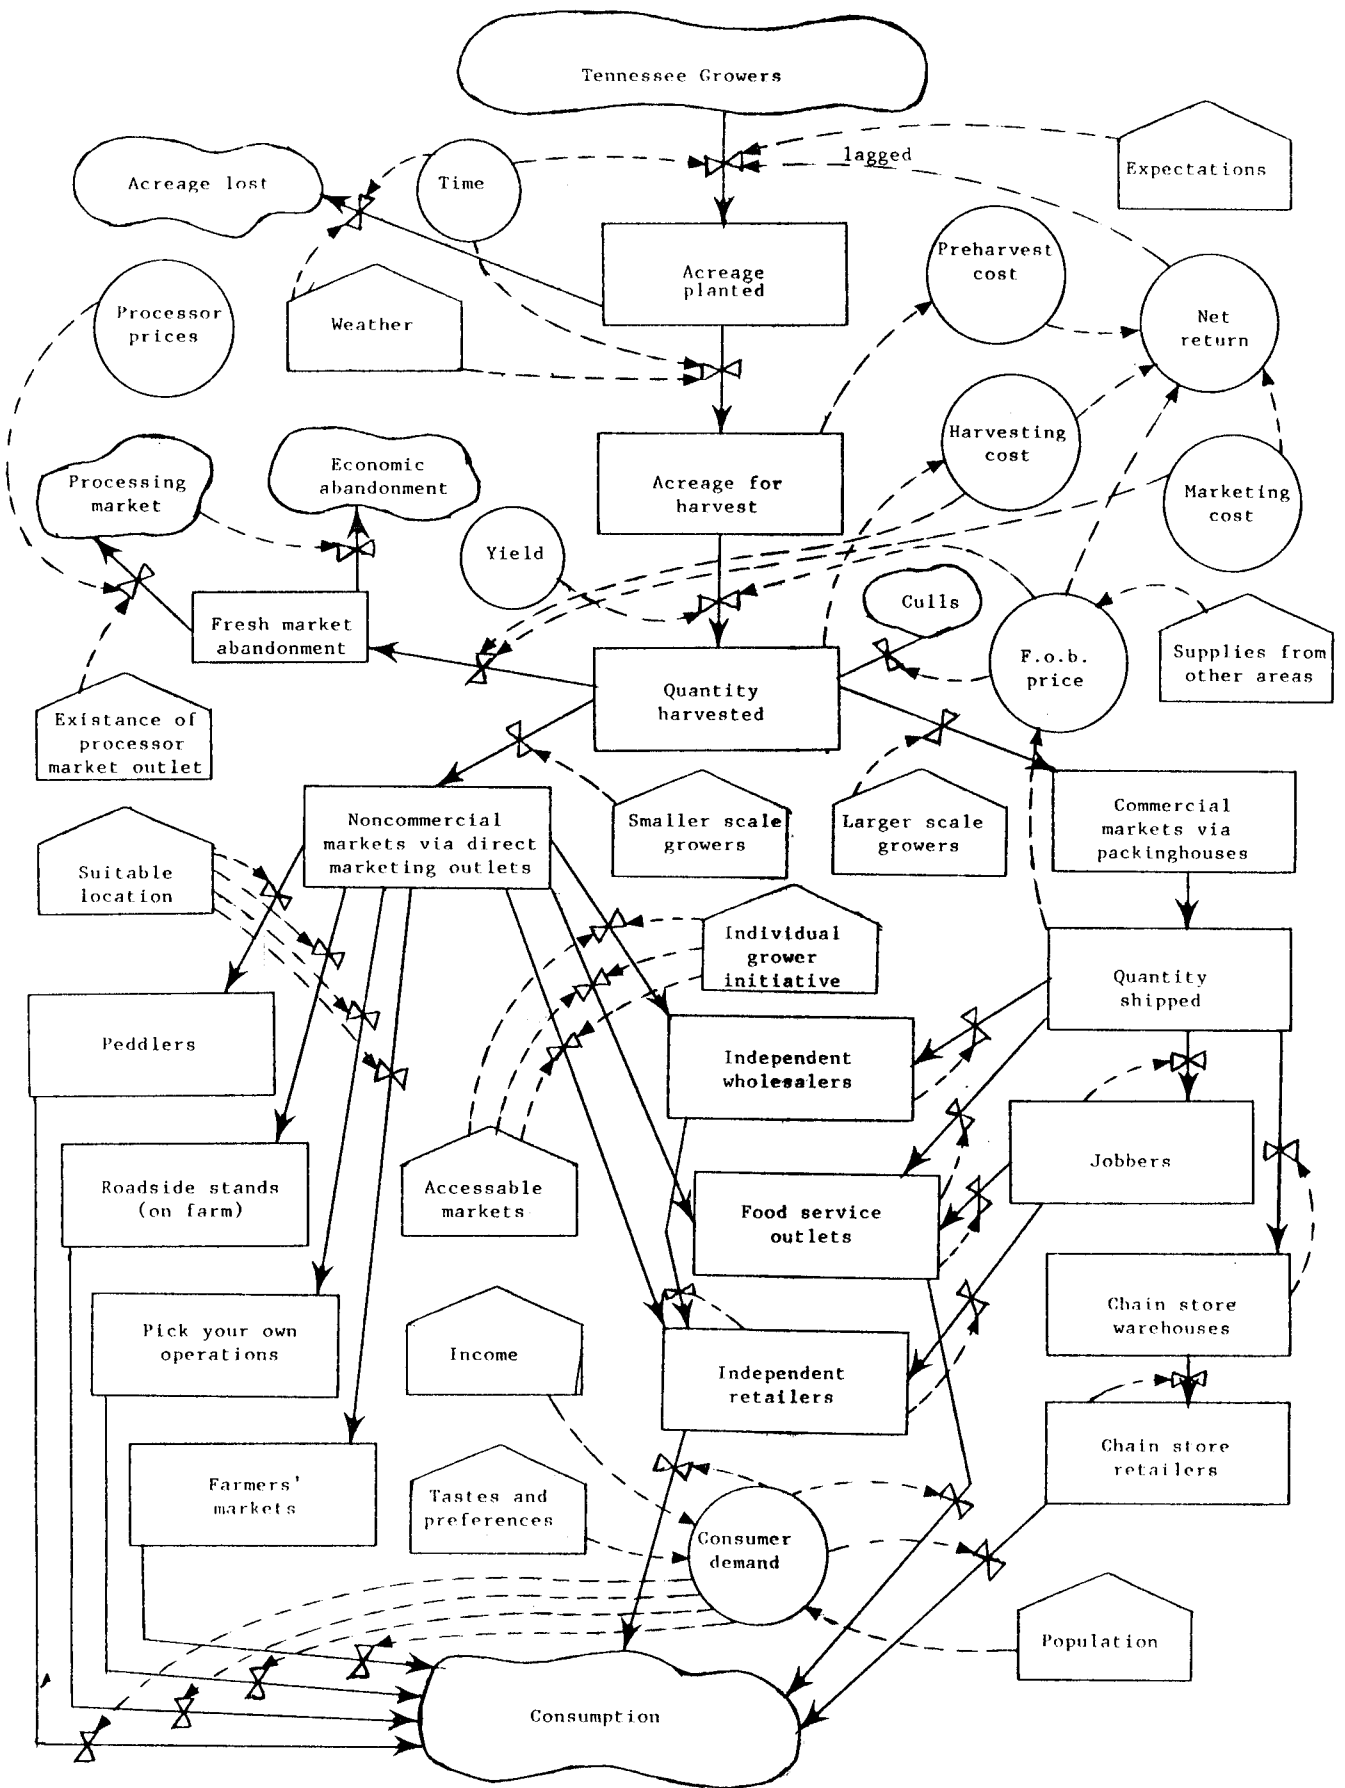 Tennessee Growers
lagged
Expectations
Acreage lost
Time
Preharvest
cost
Acreage
planted
Processor
prices
Weather
Net
return
Harvesting
cost
Economic
abandonment
Processing
market
Acreage for
harvest
Marketing
cost
Yield
Culls
Fresh market
abandonment
F.o.b.
price
Supplies from
other areas
Quantity
harvested
Existance of
processor
market outlet
Noncommercial
markets via direct
marketing outlets
Smaller scale
growers
Larger scale
growers
Commercial
markets via
packinghouses
Suitable
location
Individual
grower
initiative
Quantity
shipped
Peddlers
Independent
wholesalers
Jobbers
Roadside stands
(on farm)
Accessable
markets
Food service
outlets
Chain store
warehouses
Pick your own
operations
Income
Independent
retailers
Chain store
retailers
Farmers'
markets
Tastes and
preferences
Consumer
demand
Population
Consumption